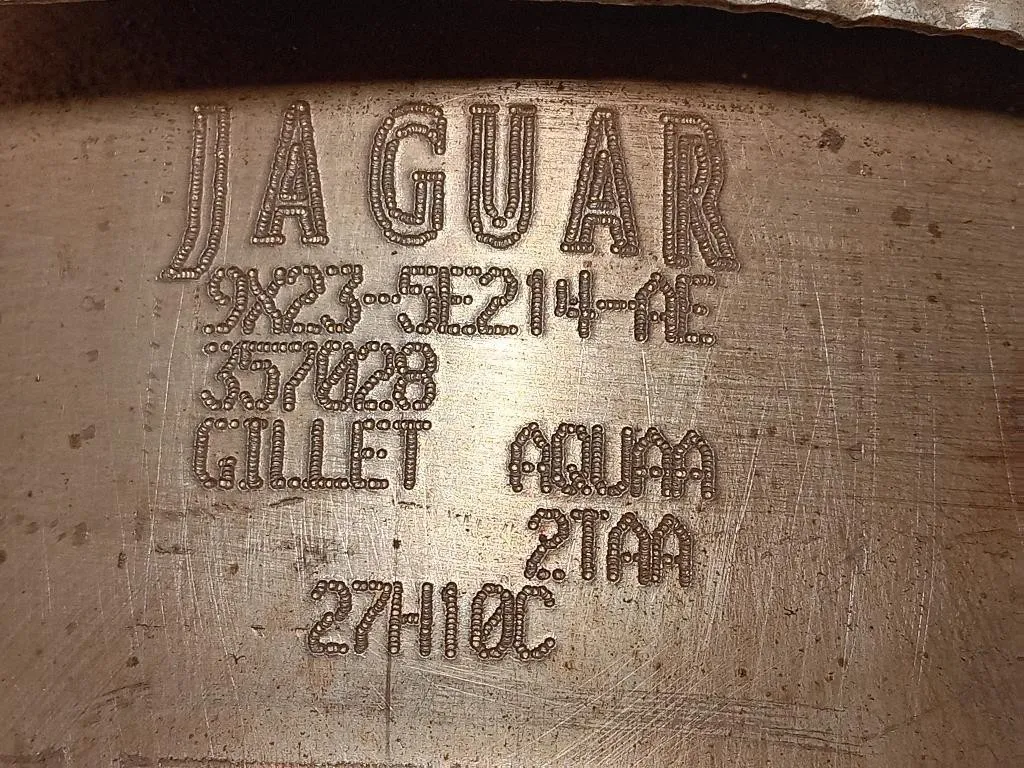 JAGUAR
9X23-5E214-AE
357028
GILLET AQUAA
2TAA
27H10C